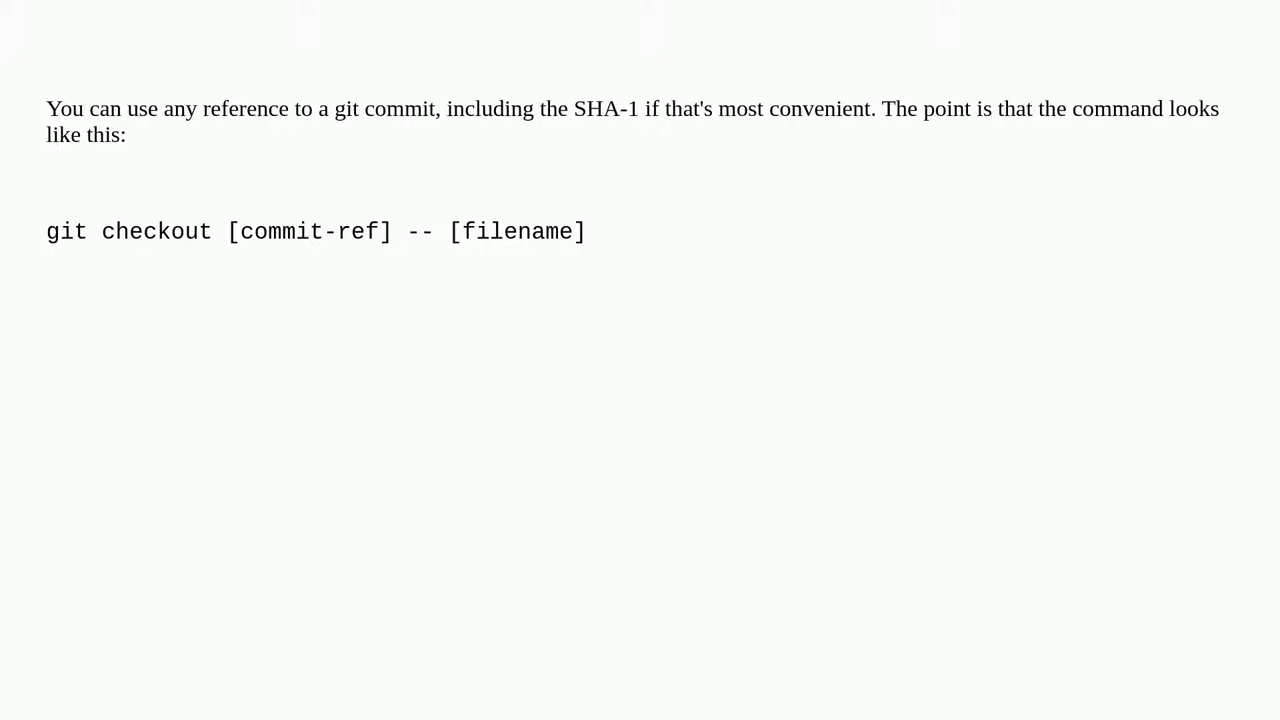 You can use any reference to a git commit, including the SHA-1 if that's most convenient. The point is that the command looks
like this:
git checkout [commit-ref] -- [filename]